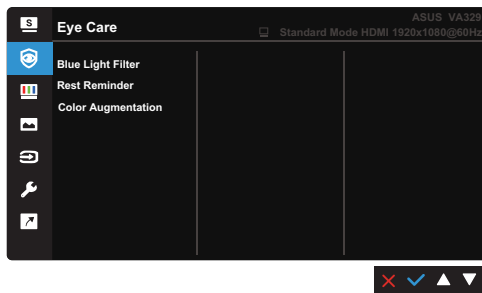 S
Eye Care
ASUS VA329
Standard Mode HDMI 1920x1080@60Hz
Blue Light Filter
Rest Reminder
Color Augmentation